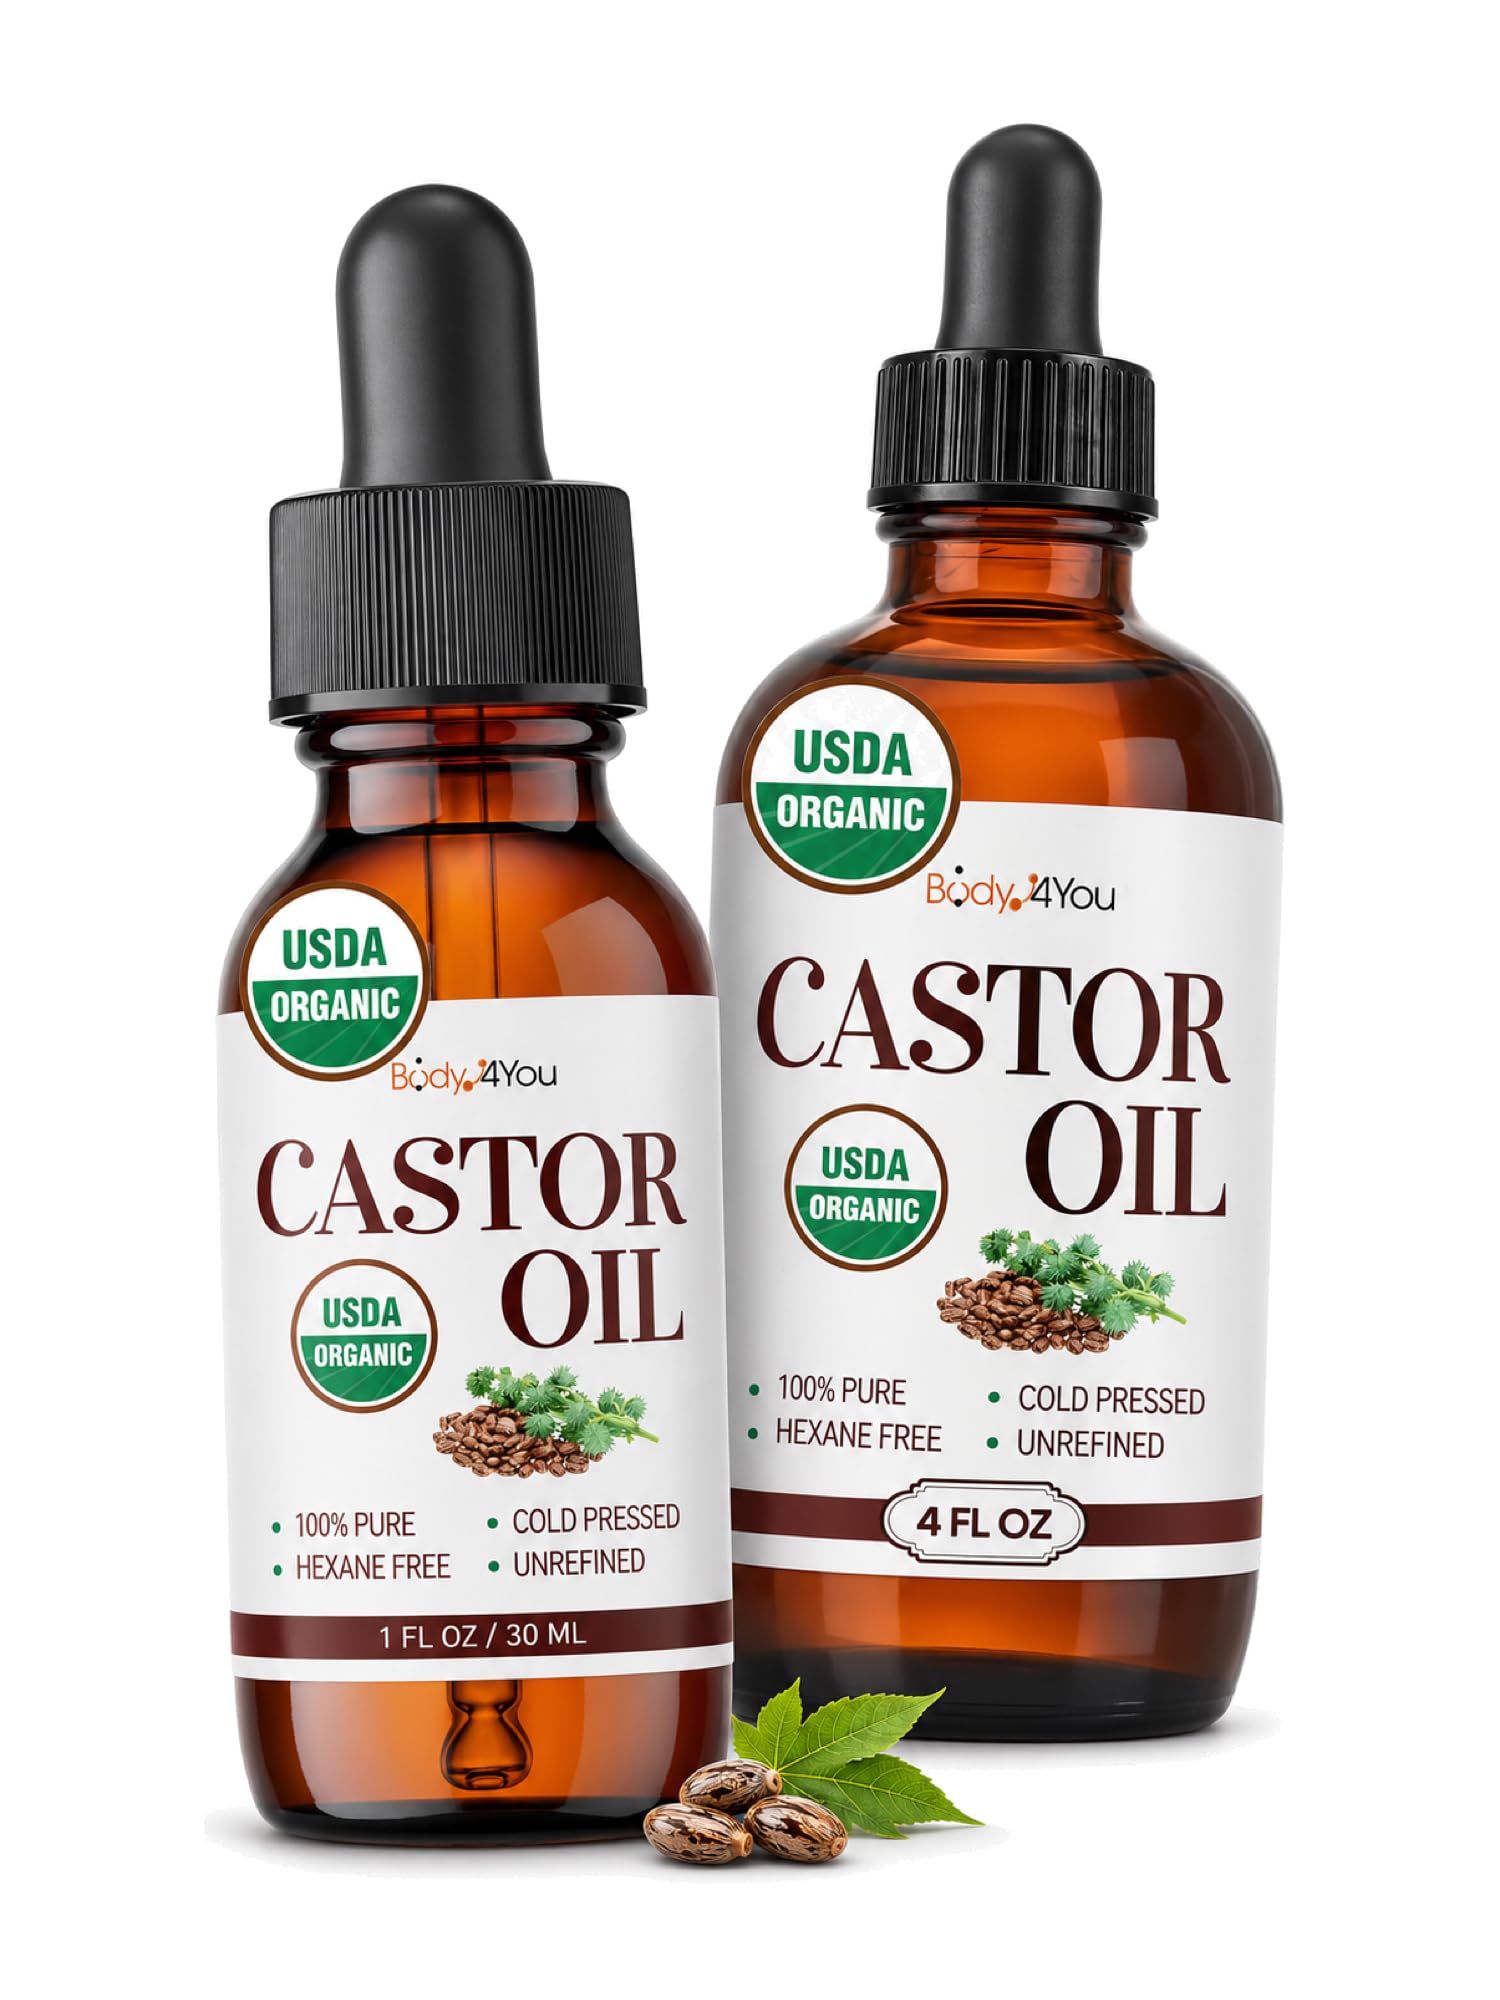 USDA
ORGANIC
Body4You
CASTOR
OIL
USDA
ORGANIC
100% PURE
COLD PRESSED
HEXANE FREE
UNREFINED
1 FL OZ / 30 ML
USDA
ORGANIC
Body4You
CASTOR
OIL
USDA
ORGANIC
100% PURE
COLD PRESSED
HEXANE FREE
UNREFINED
4 FL OZ